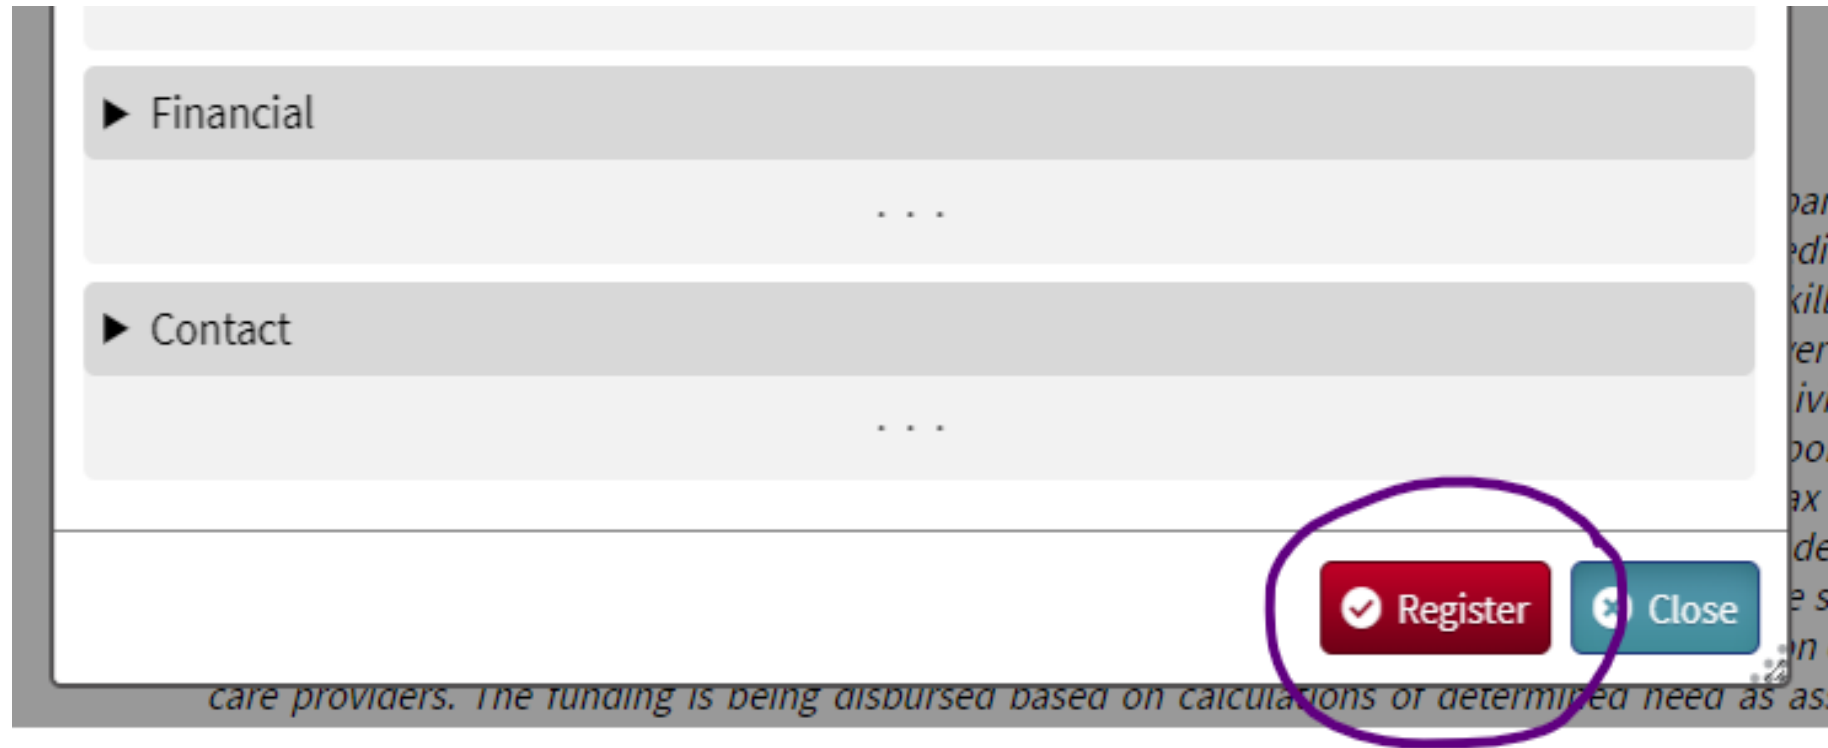 Financial
. . .
Contact
. . .
Register
Close
care providers. The funding is being disbursed based on calculations of determined need as